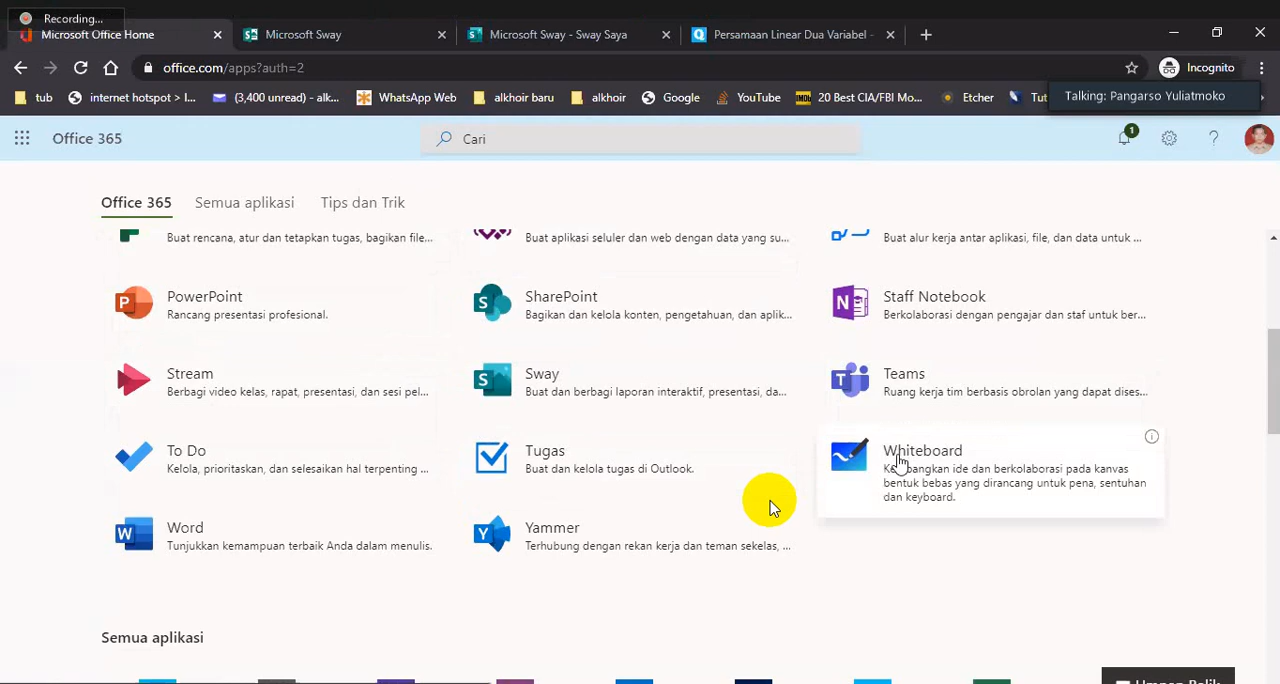 Recording...
Microsoft Office Home
Microsoft Sway
Microsoft Sway - Sway Saya
Persamaan Linear Dua Variabel -
office.com/apps?auth=2
Incognito
tub
internet hotspot > I...
(3,400 unread) - alk...
WhatsApp Web
alkhoir baru
alkhoir
Google
YouTube
20 Best CIA/FBI Mo...
Etcher
Tut
Talking: Pangarso Yuliatmoko
Office 365
Cari
1
Office 365
Semua aplikasi
Tips dan Trik
Buat rencana, atur dan tetapkan tugas, bagikan file...
Buat aplikasi seluler dan web dengan data yang su...
Buat alur kerja antar aplikasi, file, dan data untuk ...
PowerPoint
Rancang presentasi profesional.
SharePoint
Bagikan dan kelola konten, pengetahuan, dan aplik...
Staff Notebook
Berkolaborasi dengan pengajar dan staf untuk ber...
Stream
Berbagi video kelas, rapat, presentasi, dan sesi pel...
Sway
Buat dan berbagi laporan interaktif, presentasi, da...
Teams
Ruang kerja tim berbasis obrolan yang dapat dises...
To Do
Kelola, prioritaskan, dan selesaikan hal terpenting ...
Tugas
Buat dan kelola tugas di Outlook.
Whiteboard
Kembangkan ide dan berkolaborasi pada kanvas
bentuk bebas yang dirancang untuk pena, sentuhan
dan keyboard.
Word
Tunjukkan kemampuan terbaik Anda dalam menulis.
Yammer
Terhubung dengan rekan kerja dan teman sekelas, ...
Semua aplikasi
Umpan Balik